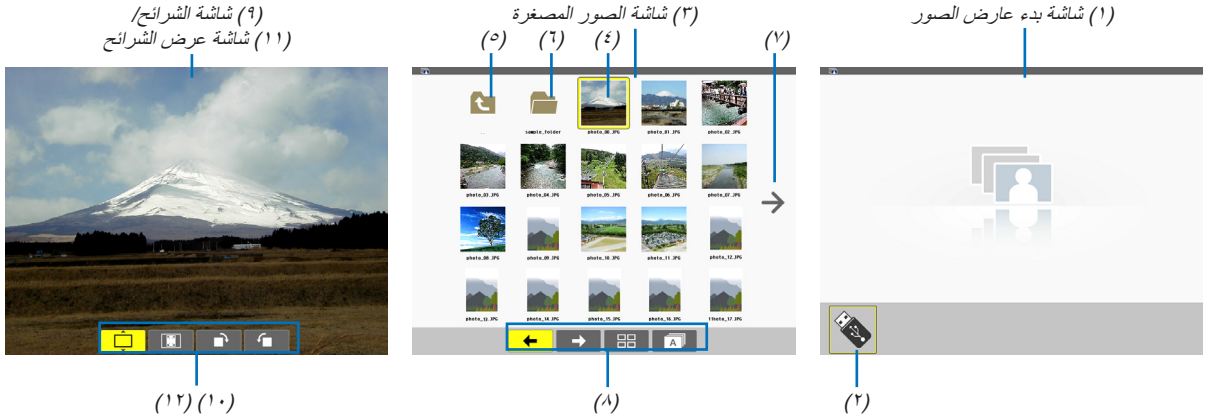 (١) شاشة بدء عارض الصور
(٣) شاشة الصور المصغرة
(٩) شاشة الشرائح/
(١١) شاشة عرض الشرائح
(٧)
(٤)
(٦)
(٥)
sample_folder
photo_00.JPG
photo_01.JPG
photo_02.JPG
photo_03.JPG
photo_04.JPG
photo_05.JPG
photo_06.JPG
photo_07.JPG
photo_08.JPG
photo_09.JPG
photo_10.JPG
photo_11.JPG
photo_12.JPG
photo_13.JPG
photo_14.JPG
photo_15.JPG
photo_16.JPG
photo_17.JPG
A
(٢)
(٨)
(١٠) (١٢)